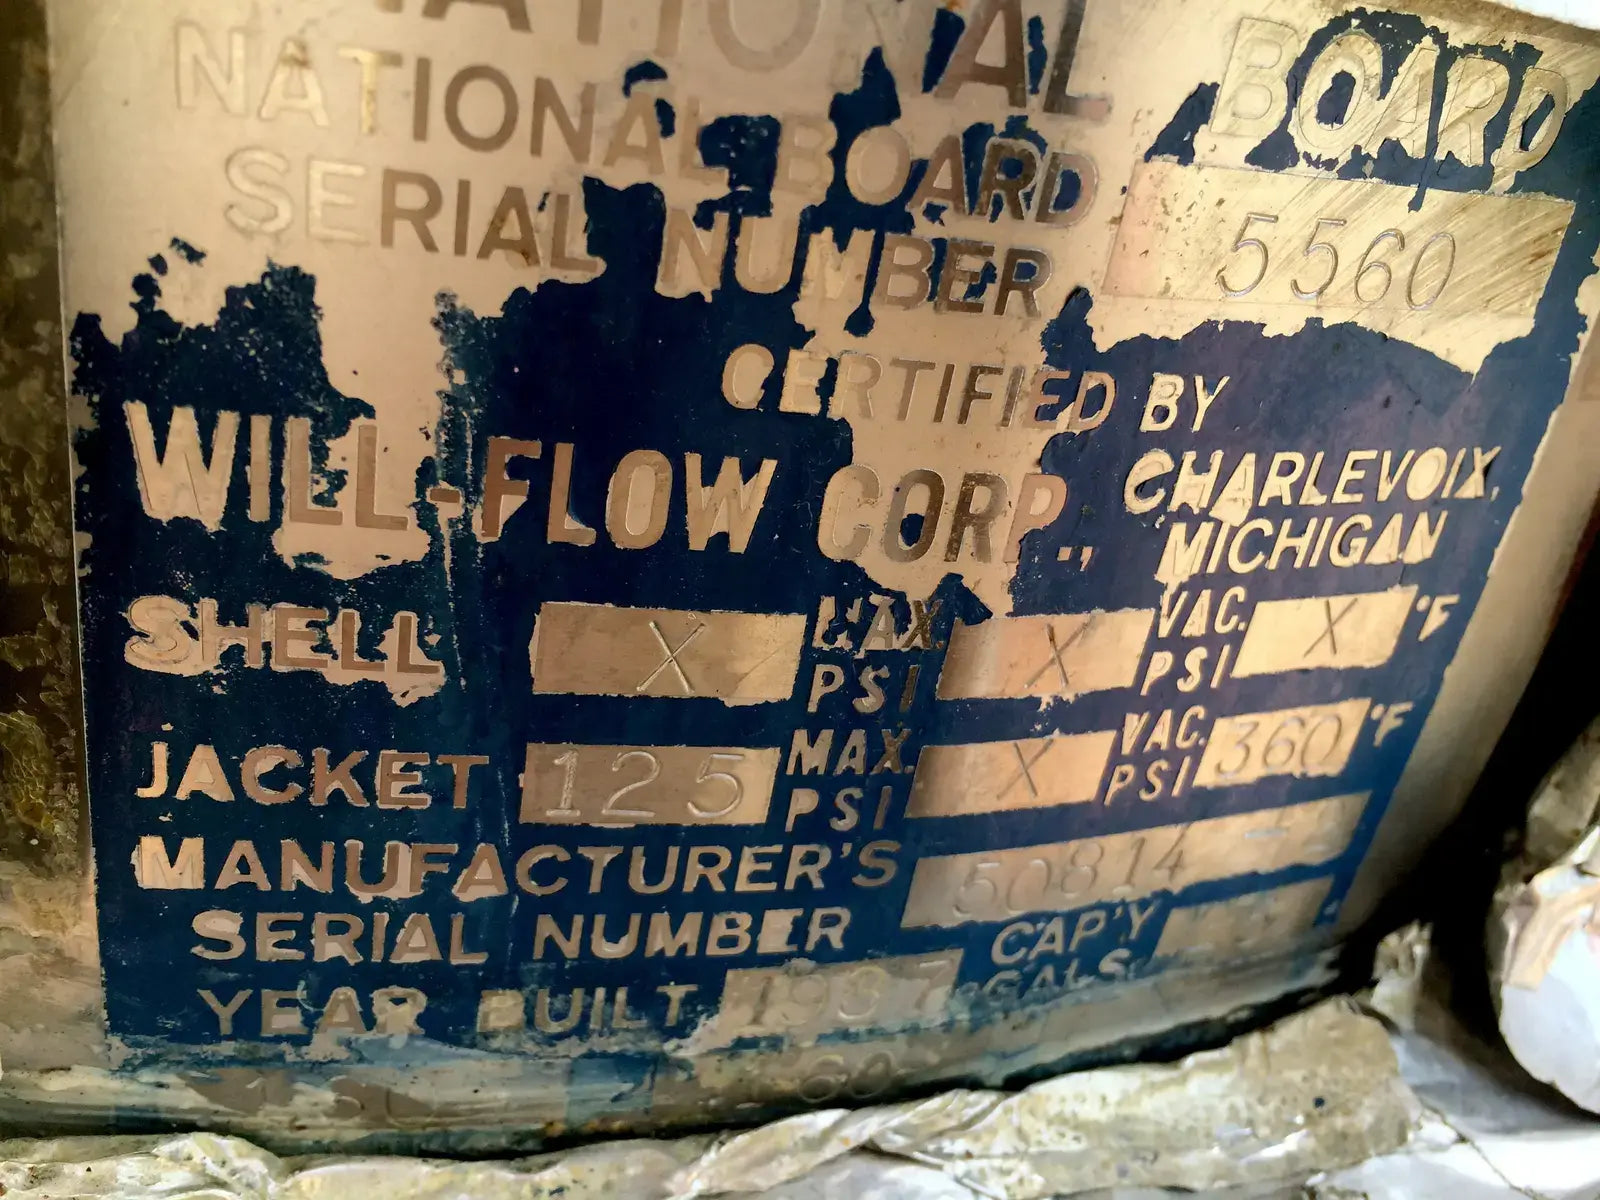 NATIONAL BOARD
NATIONAL BOARD
SERIAL NUMBER 5560
CERTIFIED BY
WILL-FLOW CORP., CHARLEVOIX, MICHIGAN
SHELL X MAX. PSI X VAC. PSI X °F
JACKET 125 MAX. PSI X VAC. PSI 360 °F
MANUFACTURER'S
SERIAL NUMBER 50814
YEAR BUILT CAP'Y GALS.